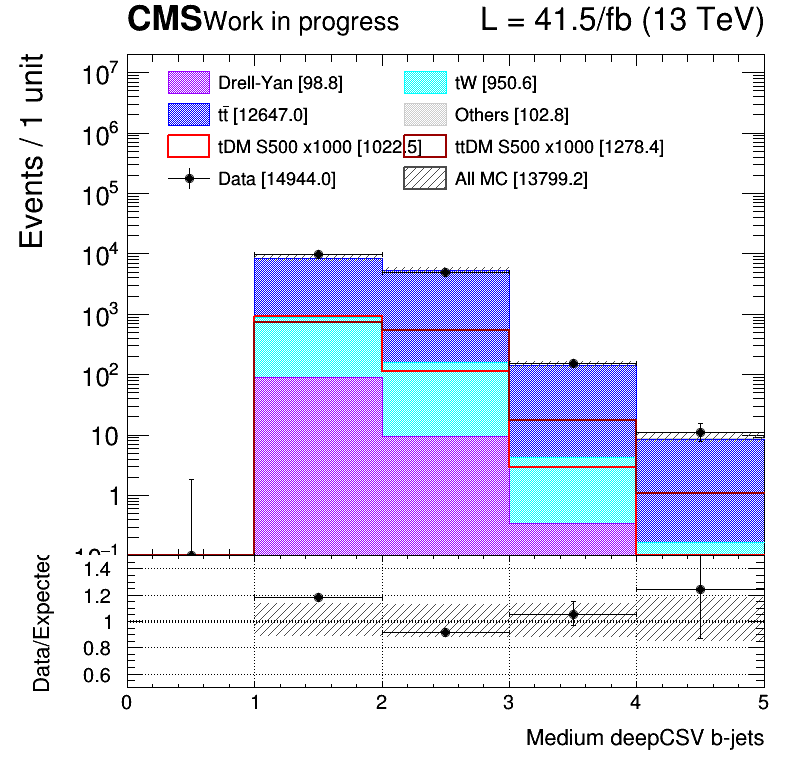 CMS Work in progress L = 41.5/fb (13 TeV)
Events / 1 unit
10⁷
10⁶
10⁵
10⁴
10³
10²
10
1
10⁻¹
Drell-Yan [98.8]
tW [950.6]
tt̄ [12647.0]
Others [102.8]
tDM S500 x1000 [1022.5]
ttDM S500 x1000 [1278.4]
Data [14944.0]
All MC [13799.2]
Data/Expected
1.4
1.2
1
0.8
0.6
0 1 2 3 4 5
Medium deepCSV b-jets